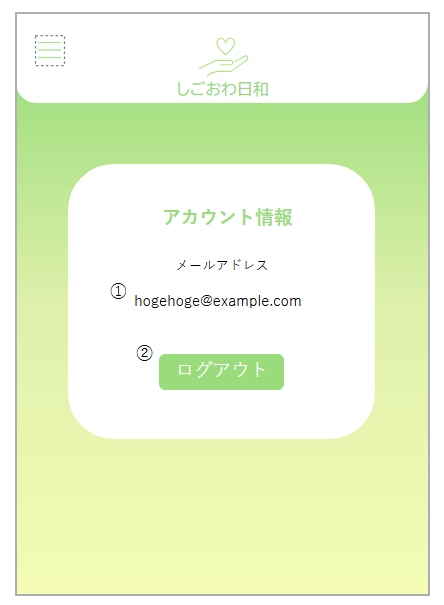 しごおわ日和
アカウント情報
メールアドレス
① hogehoge@example.com
② ログアウト